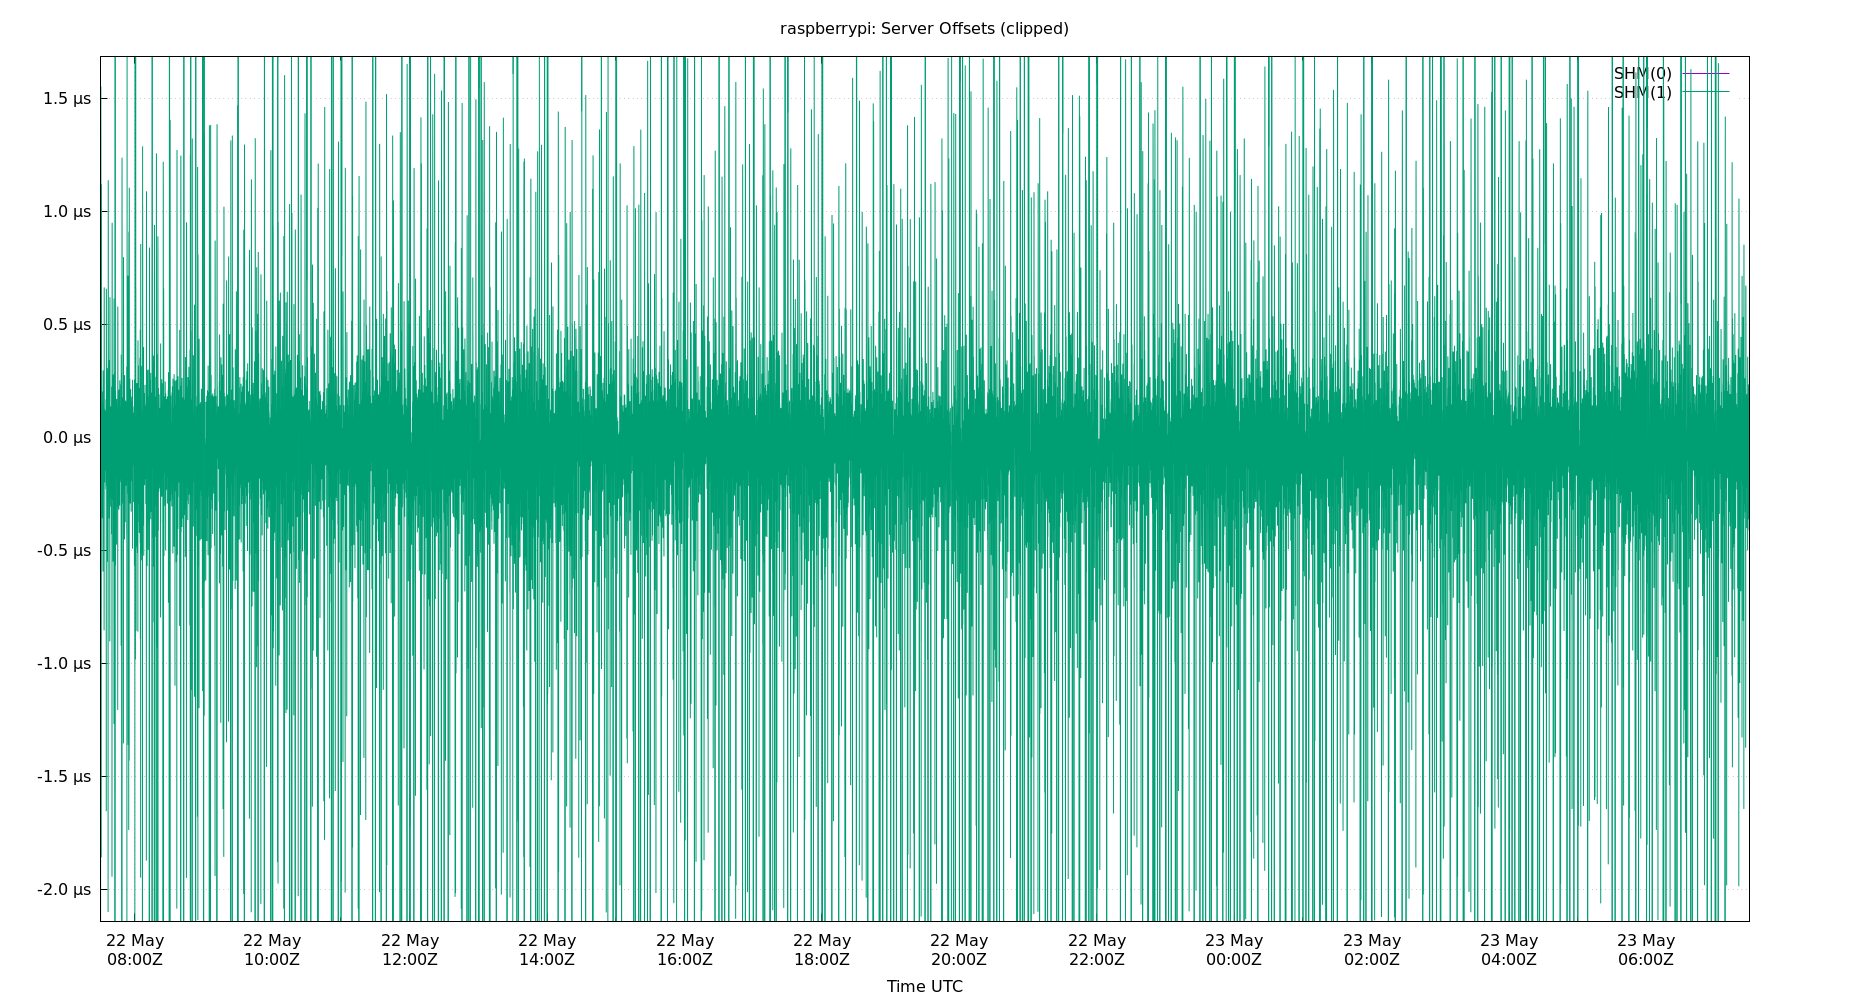 raspberrypi: Server Offsets (clipped)
SHM(0)
SHM(1)
1.5 µs
1.0 µs
0.5 µs
0.0 µs
-0.5 µs
-1.0 µs
-1.5 µs
-2.0 µs
22 May 22 May 22 May 22 May 22 May 22 May 22 May 22 May 23 May 23 May 23 May 23 May
08:00Z 10:00Z 12:00Z 14:00Z 16:00Z 18:00Z 20:00Z 22:00Z 00:00Z 02:00Z 04:00Z 06:00Z
Time UTC